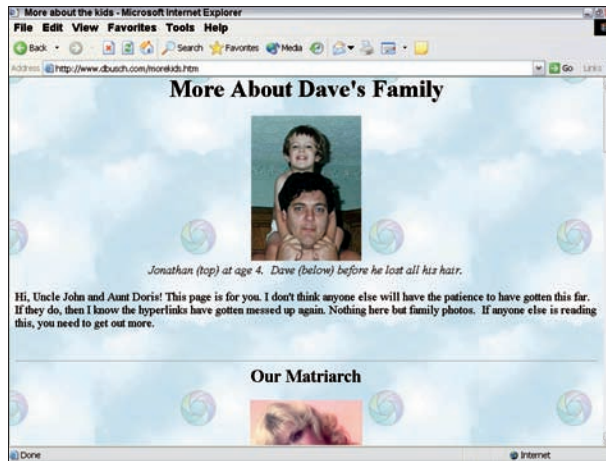 More about the kids - Microsoft Internet Explorer
File Edit View Favorites Tools Help
Back Search Favorites Media
Address http://www.dbusch.com/morekids.htm Go Links
More About Dave's Family
Jonathan (top) at age 4. Dave (below) before he lost all his hair.
Hi, Uncle John and Aunt Doris! This page is for you. I don't think anyone else will have the patience to have gotten this far.
If they do, then I know the hyperlinks have gotten messed up again. Nothing here but family photos. If anyone else is reading
this, you need to get out more.
Our Matriarch
Done Internet